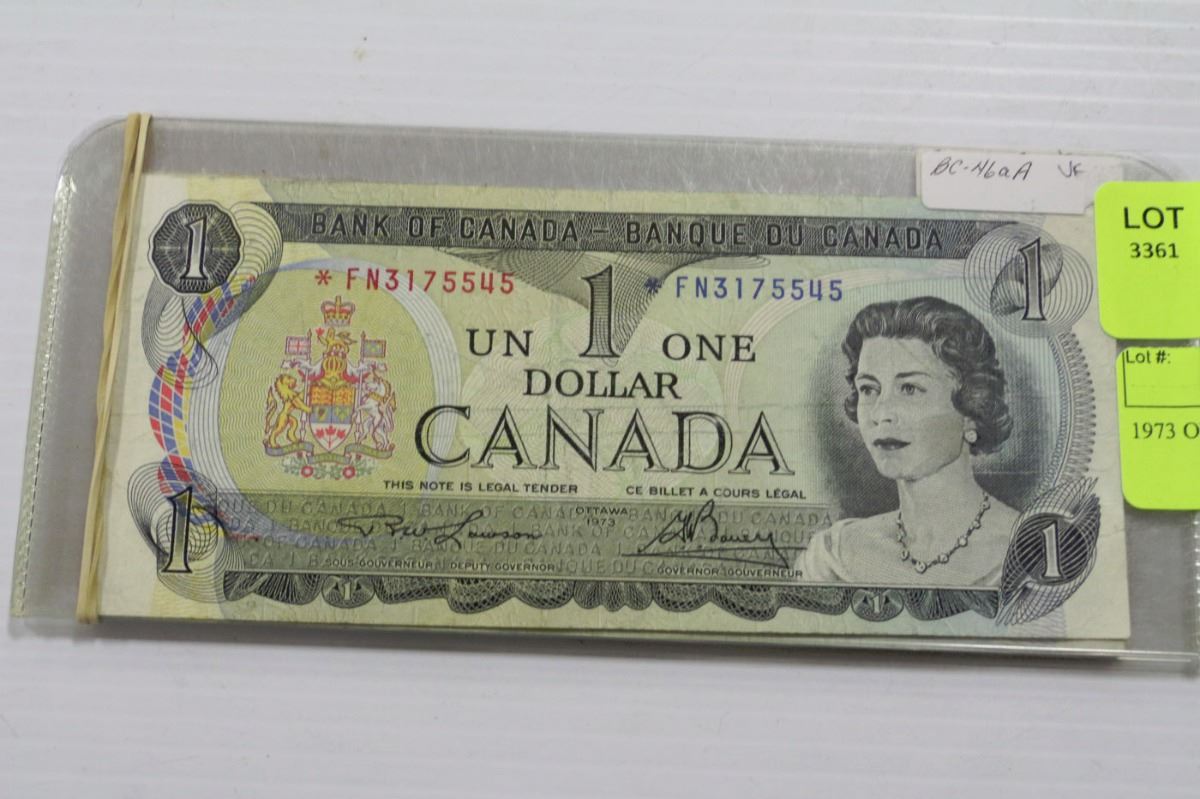 BC-46aA VF
LOT
3361
Lot #:
1973 O
1
BANK OF CANADA – BANQUE DU CANADA
1
*FN3175545
1
*FN3175545
UN ONE
DOLLAR
CANADA
THIS NOTE IS LEGAL TENDER CE BILLET A COURS LÉGAL
OTTAWA
1973
SOUS-GOUVERNEUR DEPUTY GOVERNOR GOVERNOR GOUVERNEUR
1
1
1
1